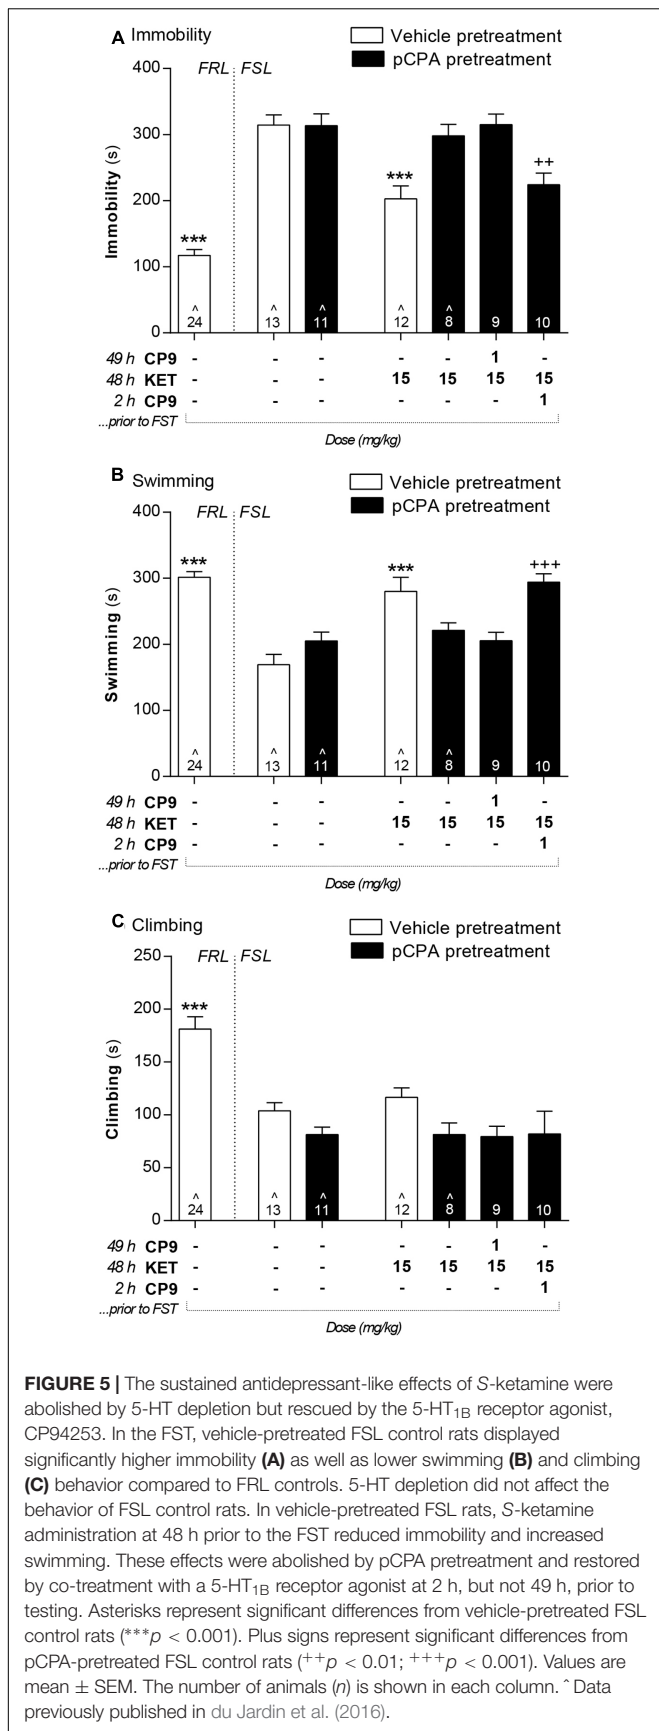 A Immobility
Vehicle pretreatment
pCPA pretreatment
FRL FSL
400
300
200
100
0
Immobility (s)
*** *** ++
^ ^ ^ ^ ^
24 13 11 12 8 9 10
49 h CP9 - - - - - 1 -
48 h KET - - - 15 15 15 15
2 h CP9 - - - - - - 1
...prior to FST
Dose (mg/kg)
B Swimming
Vehicle pretreatment
pCPA pretreatment
FRL FSL
400
300
200
100
0
Swimming (s)
*** *** +++
^ ^ ^ ^ ^
24 13 11 12 8 9 10
49 h CP9 - - - - - 1 -
48 h KET - - - 15 15 15 15
2 h CP9 - - - - - - 1
...prior to FST
Dose (mg/kg)
C Climbing
Vehicle pretreatment
pCPA pretreatment
FRL FSL
250
200
150
100
50
0
Climbing (s)
***
^ ^ ^ ^ ^
24 13 11 12 8 9 10
49 h CP9 - - - - - 1 -
48 h KET - - - 15 15 15 15
2 h CP9 - - - - - - 1
...prior to FST
Dose (mg/kg)
FIGURE 5 | The sustained antidepressant-like effects of S-ketamine were
abolished by 5-HT depletion but rescued by the 5-HT1B receptor agonist,
CP94253. In the FST, vehicle-pretreated FSL control rats displayed
significantly higher immobility (A) as well as lower swimming (B) and climbing
(C) behavior compared to FRL controls. 5-HT depletion did not affect the
behavior of FSL control rats. In vehicle-pretreated FSL rats, S-ketamine
administration at 48 h prior to the FST reduced immobility and increased
swimming. These effects were abolished by pCPA pretreatment and restored
by co-treatment with a 5-HT1B receptor agonist at 2 h, but not 49 h, prior to
testing. Asterisks represent significant differences from vehicle-pretreated FSL
control rats (***p < 0.001). Plus signs represent significant differences from
pCPA-pretreated FSL control rats (++p < 0.01; +++p < 0.001). Values are
mean ± SEM. The number of animals (n) is shown in each column. ^Data
previously published in du Jardin et al. (2016).